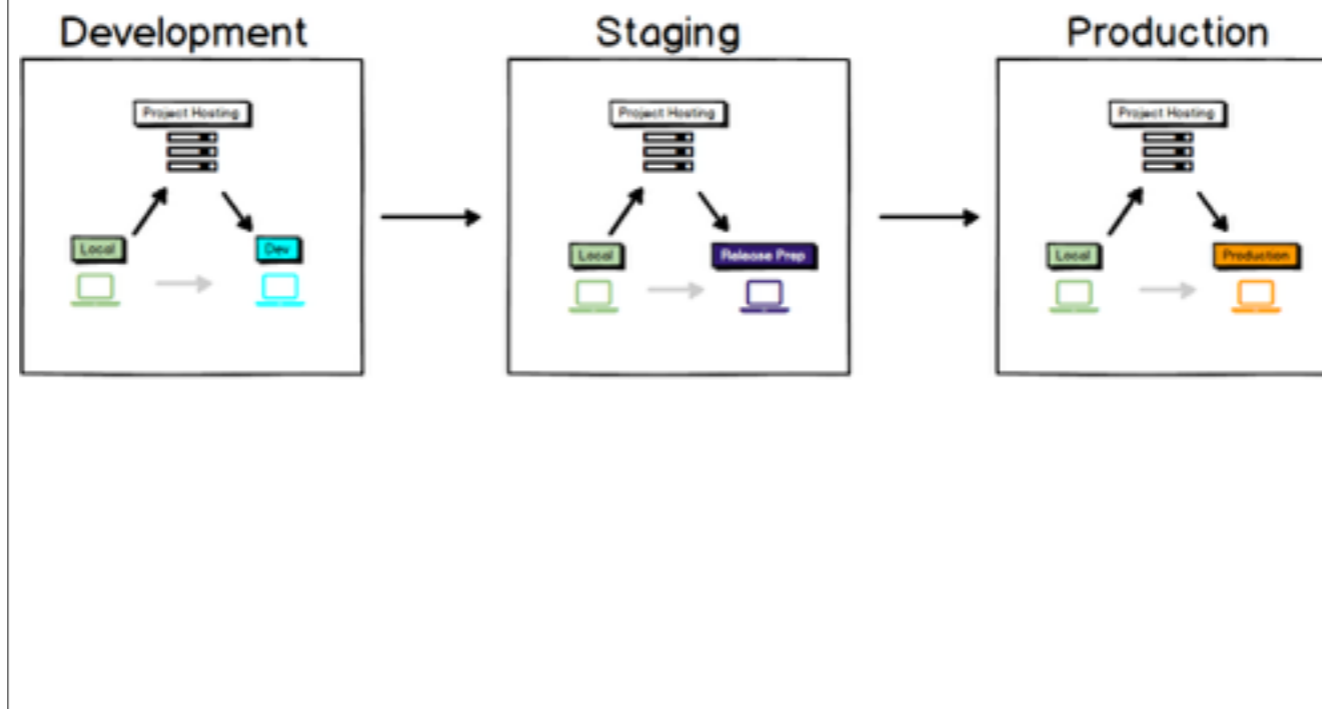 Development
Staging
Production
Project Hosting
Project Hosting
Project Hosting
Local
Dev
Local
Release Prep
Local
Production